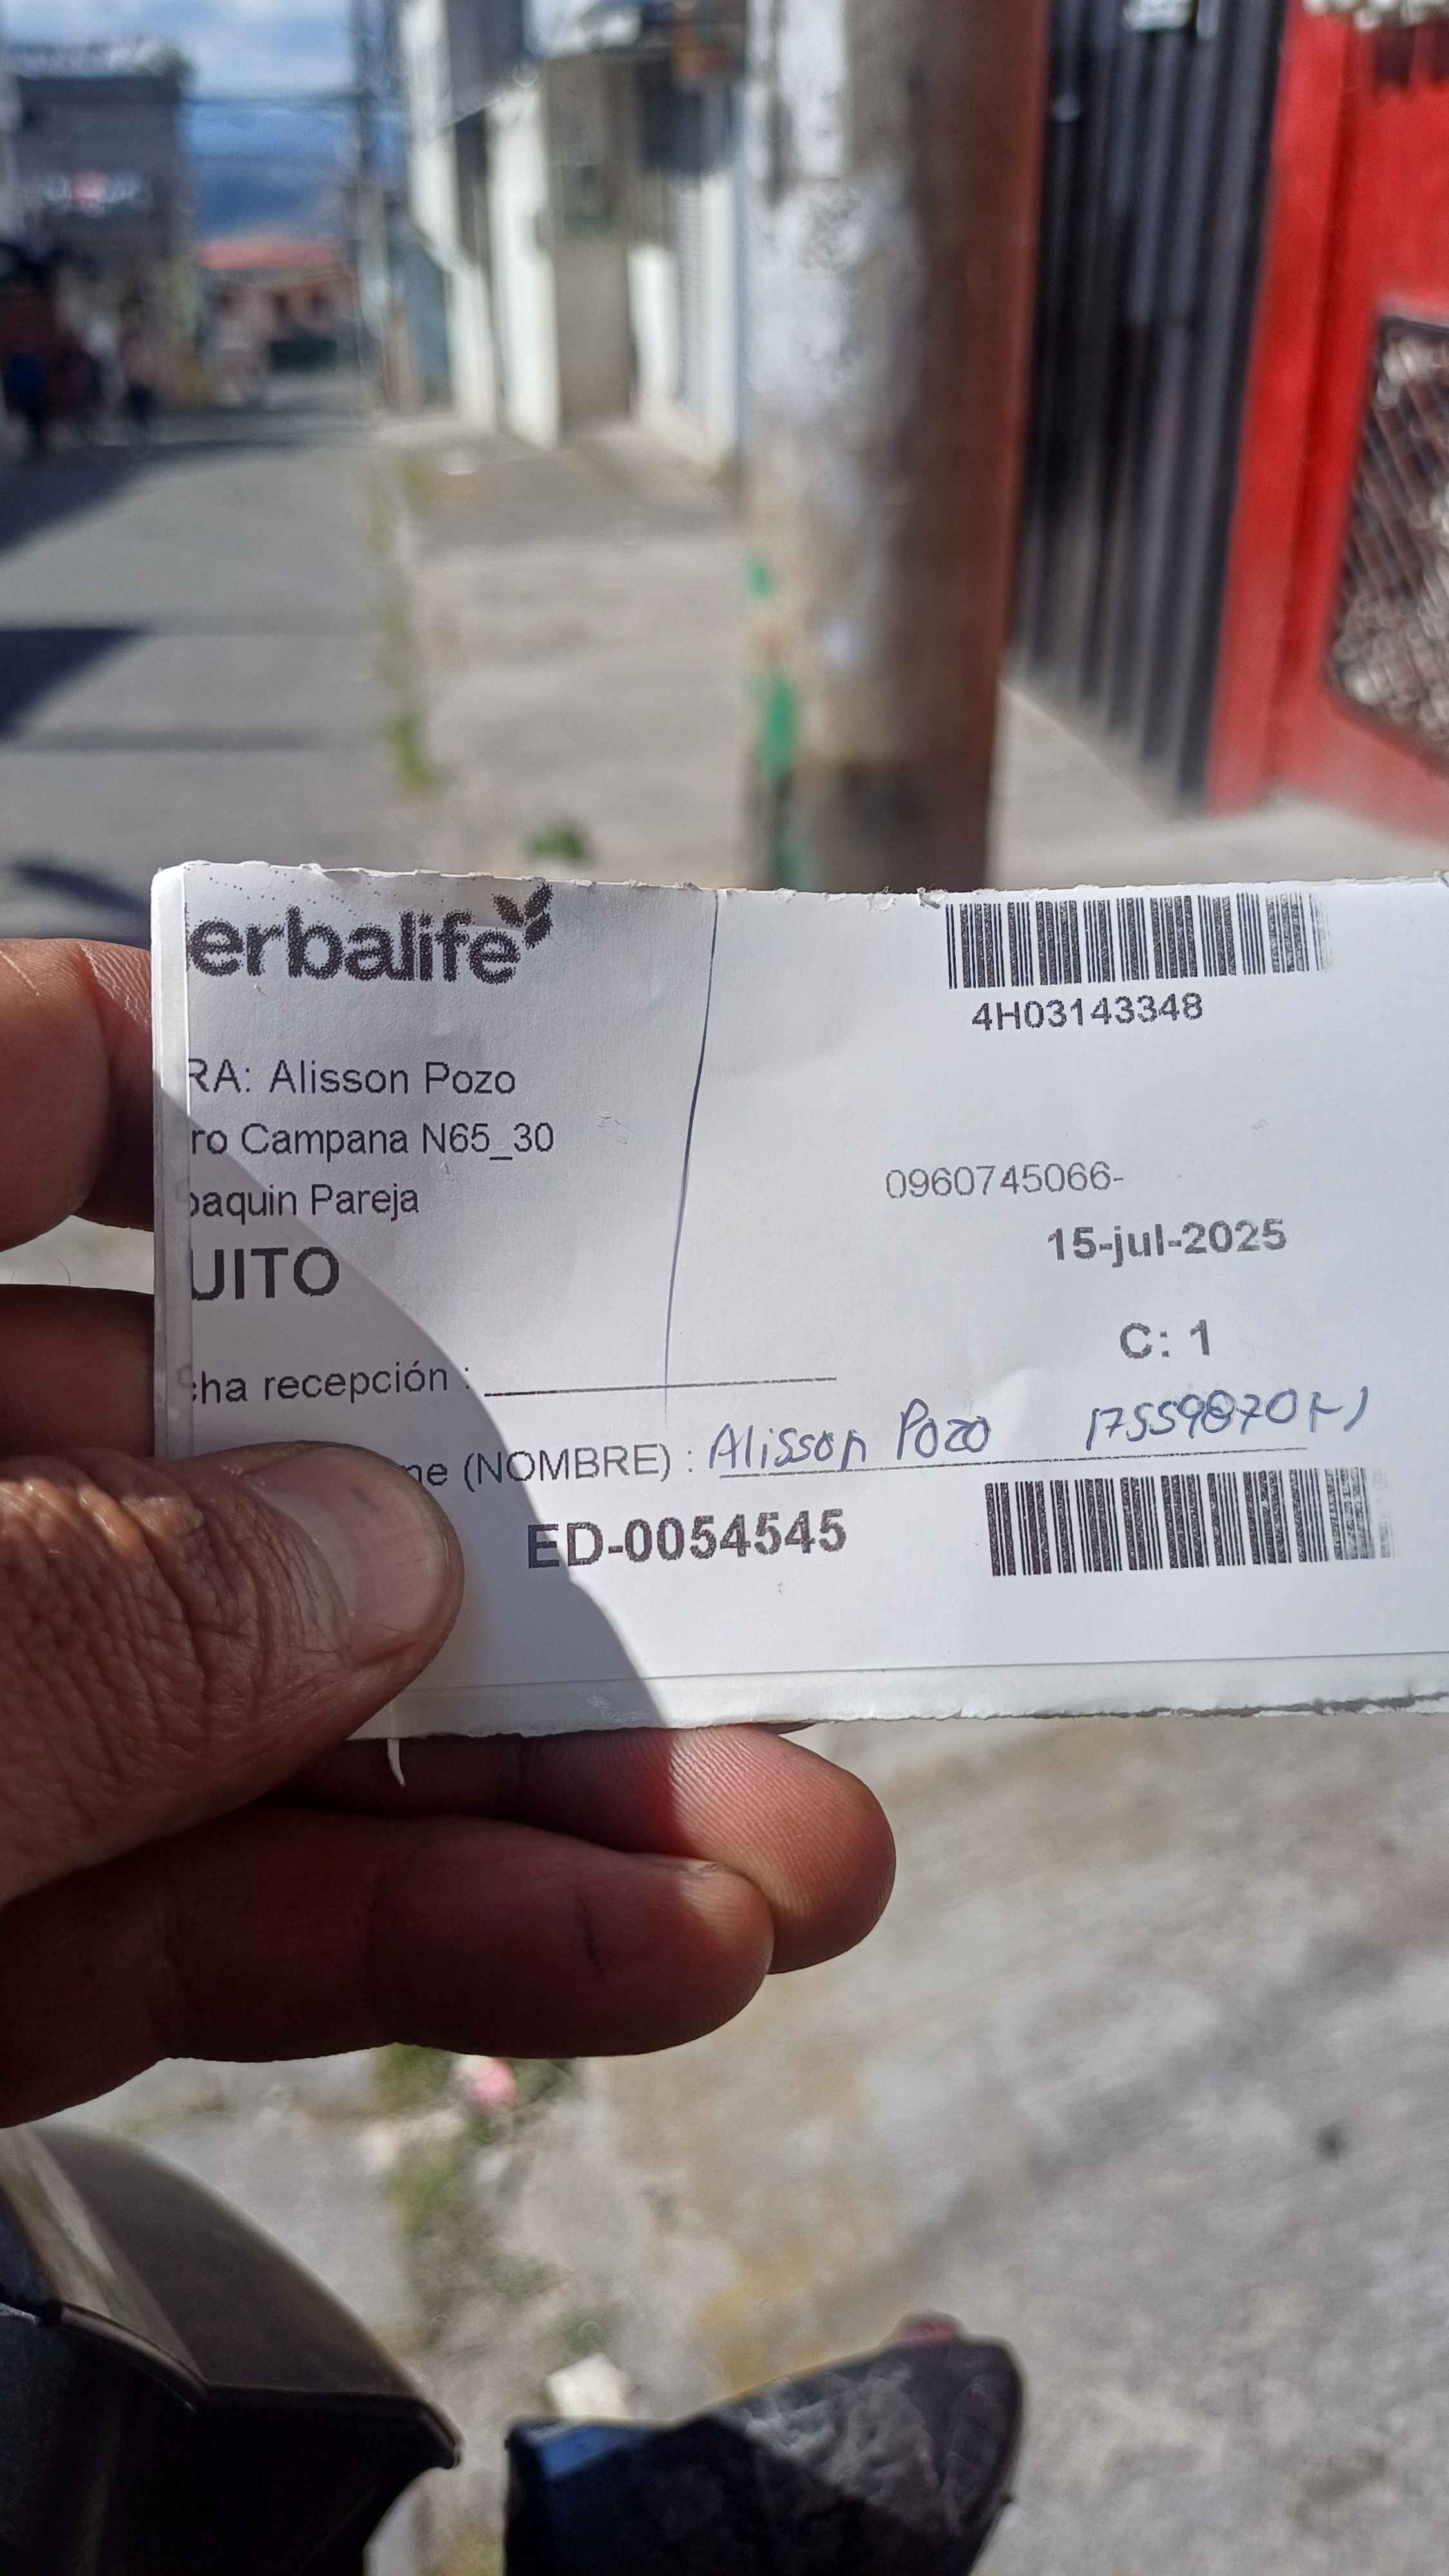 erbalife
4H03143348
RA: Alisson Pozo
ro Campana N65_30
oaquin Pareja
0960745066-
UITO
15-jul-2025
C: 1
cha recepción :
me (NOMBRE) : Alisson Pozo
ED-0054545